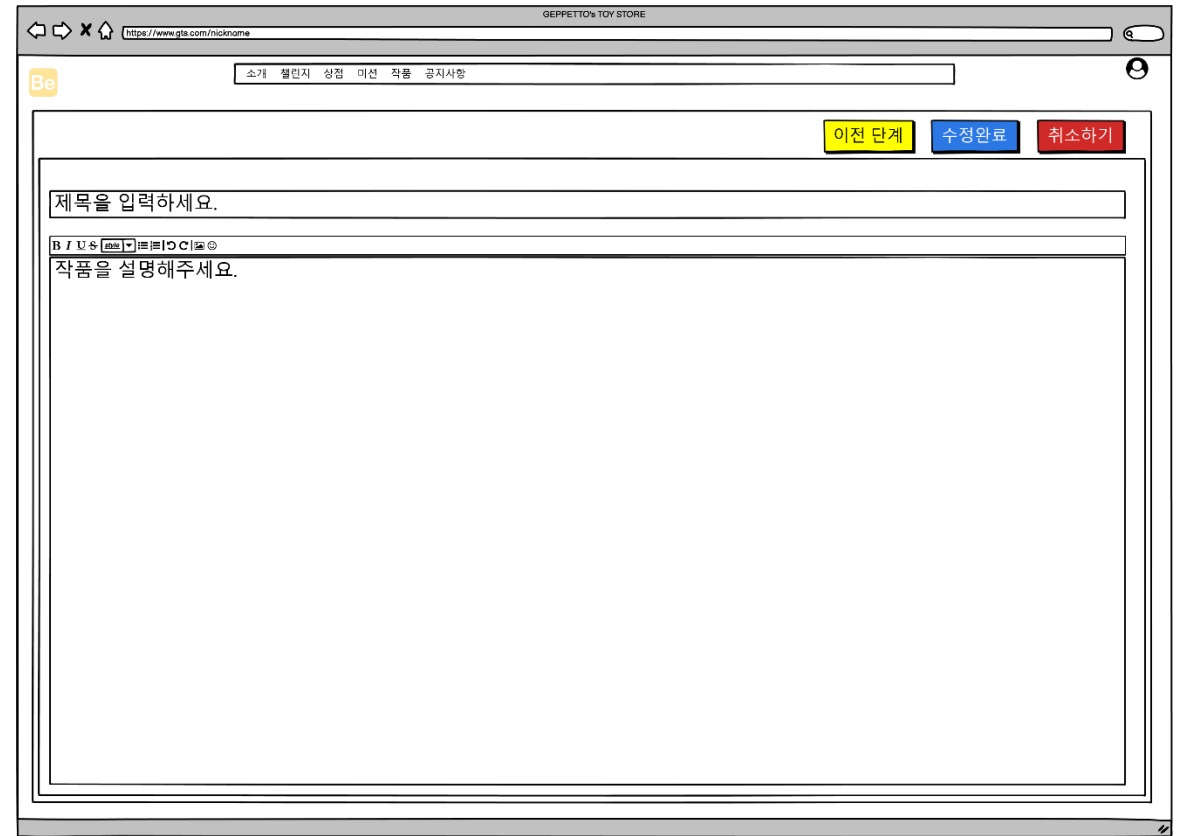 GEPPETTO's TOY STORE
https://www.gts.com/nickname
Be
소개 챌린지 상점 미션 작품 공지사항
이전 단계 수정완료 취소하기
제목을 입력하세요.
B I U S style
작품을 설명해주세요.